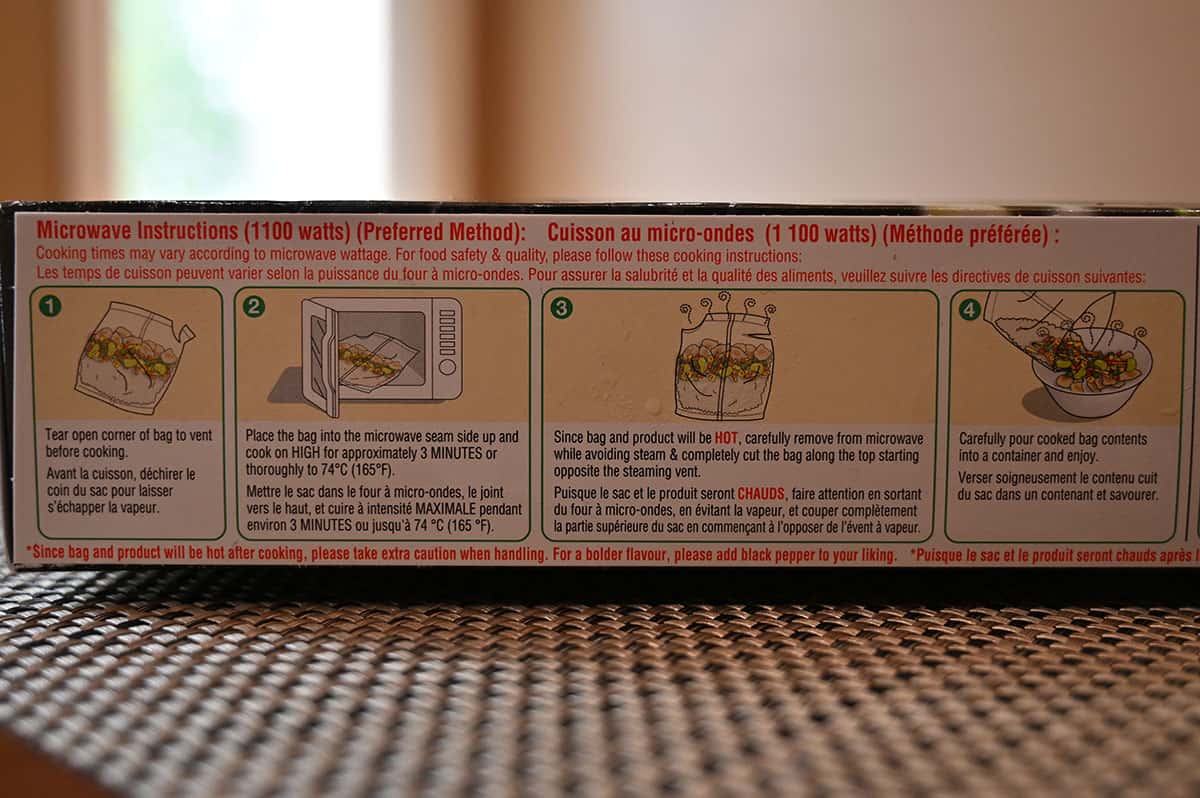 Microwave Instructions (1100 watts) (Preferred Method): Cuisson au micro-ondes (1 100 watts) (Méthode préférée) :
Cooking times may vary according to microwave wattage. For food safety & quality, please follow these cooking instructions:
Les temps de cuisson peuvent varier selon la puissance du four à micro-ondes. Pour assurer la salubrité et la qualité des aliments, veuillez suivre les directives de cuisson suivantes:
1
Tear open corner of bag to vent
before cooking.
Avant la cuisson, déchirer le
coin du sac pour laisser
s'échapper la vapeur.
2
Place the bag into the microwave seam side up and
cook on HIGH for approximately 3 MINUTES or
thoroughly to 74°C (165°F).
Mettre le sac dans le four à micro-ondes, le joint
vers le haut, et cuire à intensité MAXIMALE pendant
environ 3 MINUTES ou jusqu'à 74 °C (165 °F).
3
Since bag and product will be HOT, carefully remove from microwave
while avoiding steam & completely cut the bag along the top starting
opposite the steaming vent.
Puisque le sac et le produit seront CHAUDS, faire attention en sortant
du four à micro-ondes, en évitant la vapeur, et couper complètement
la partie supérieure du sac en commençant à l'opposer de l'évent à vapeur.
4
Carefully pour cooked bag contents
into a container and enjoy.
Verser soigneusement le contenu cuit
du sac dans un contenant et savourer.
*Since bag and product will be hot after cooking, please take extra caution when handling. For a bolder flavour, please add black pepper to your liking. *Puisque le sac et le produit seront chauds après l